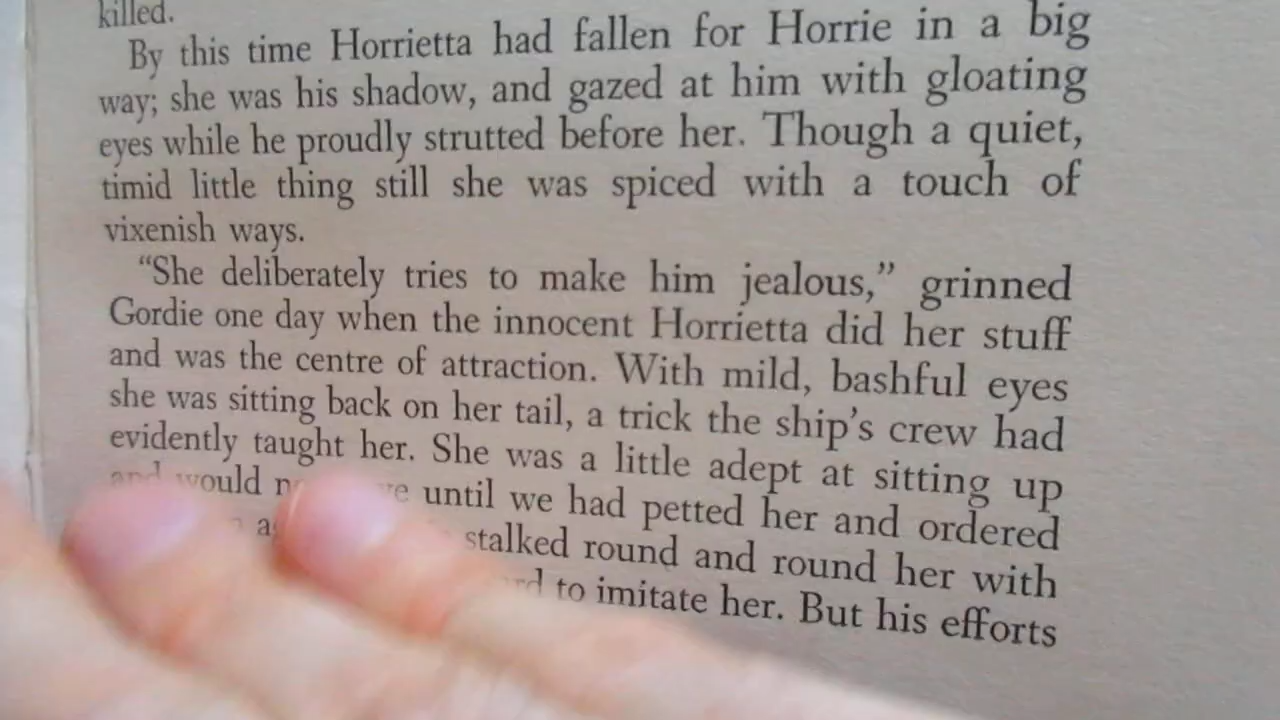 killed.
By this time Horrietta had fallen for Horrie in a big
way; she was his shadow, and gazed at him with gloating
eyes while he proudly strutted before her. Though a quiet,
timid little thing still she was spiced with a touch of
vixenish ways.
“She deliberately tries to make him jealous,” grinned
Gordie one day when the innocent Horrietta did her stuff
and was the centre of attraction. With mild, bashful eyes
she was sitting back on her tail, a trick the ship’s crew had
evidently taught her. She was a little adept at sitting up
and would until we had petted her and ordered
stalked round and round her with
to imitate her. But his efforts